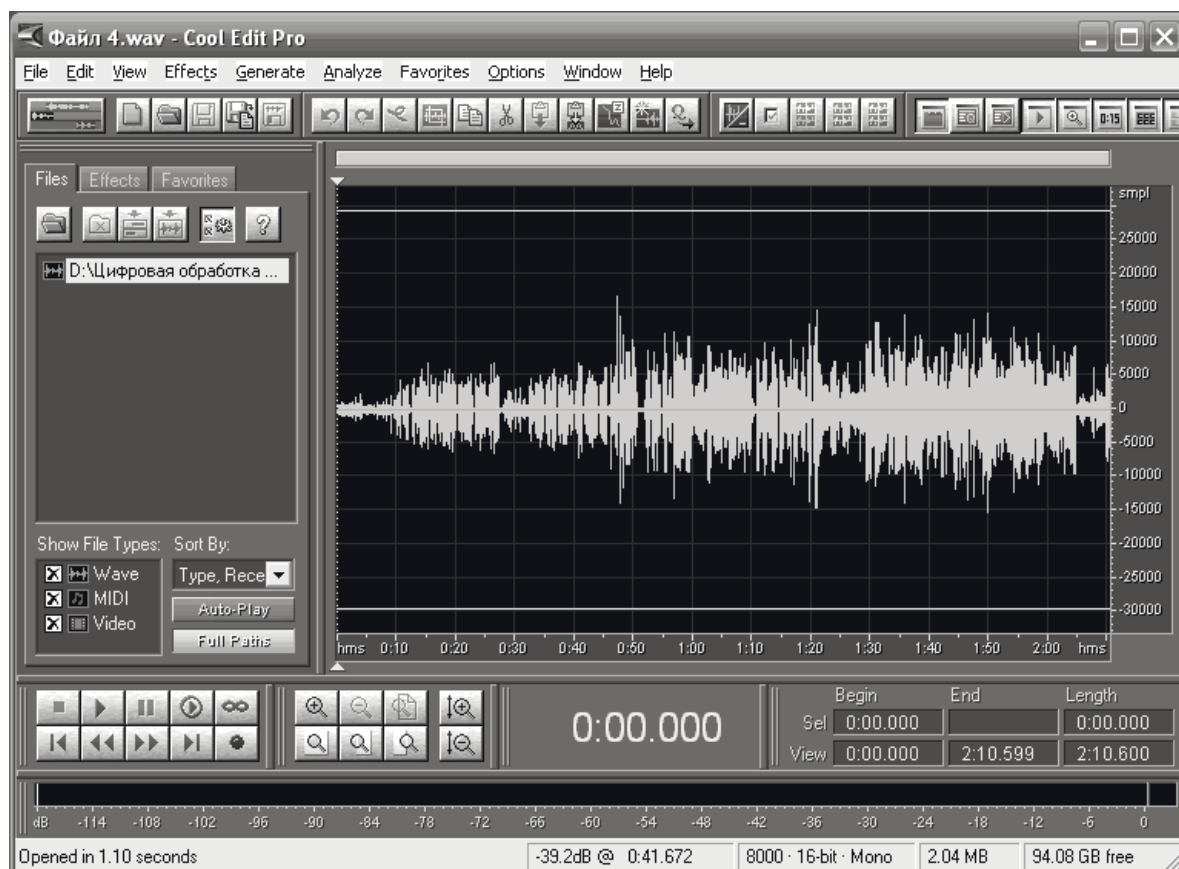 Файл 4.wav - Cool Edit Pro
File Edit View Effects Generate Analyze Favorites Options Window Help
0:15
Files Effects Favorites
D:\Цифровая обработка ...
Show File Types: Sort By:
Wave
MIDI
Video
Type, Rece
Auto-Play
Full Paths
smpl
25000
20000
15000
10000
5000
0
-5000
-10000
-15000
-20000
-25000
-30000
hms 0:10 0:20 0:30 0:40 0:50 1:00 1:10 1:20 1:30 1:40 1:50 2:00 hms
0:00.000
Begin End Length
Sel 0:00.000 0:00.000
View 0:00.000 2:10.599 2:10.600
dB -114 -108 -102 -96 -90 -84 -78 -72 -66 -60 -54 -48 -42 -36 -30 -24 -18 -12 -6 0
Opened in 1.10 seconds -39.2dB @ 0:41.672 8000 · 16-bit · Mono 2.04 MB 94.08 GB free